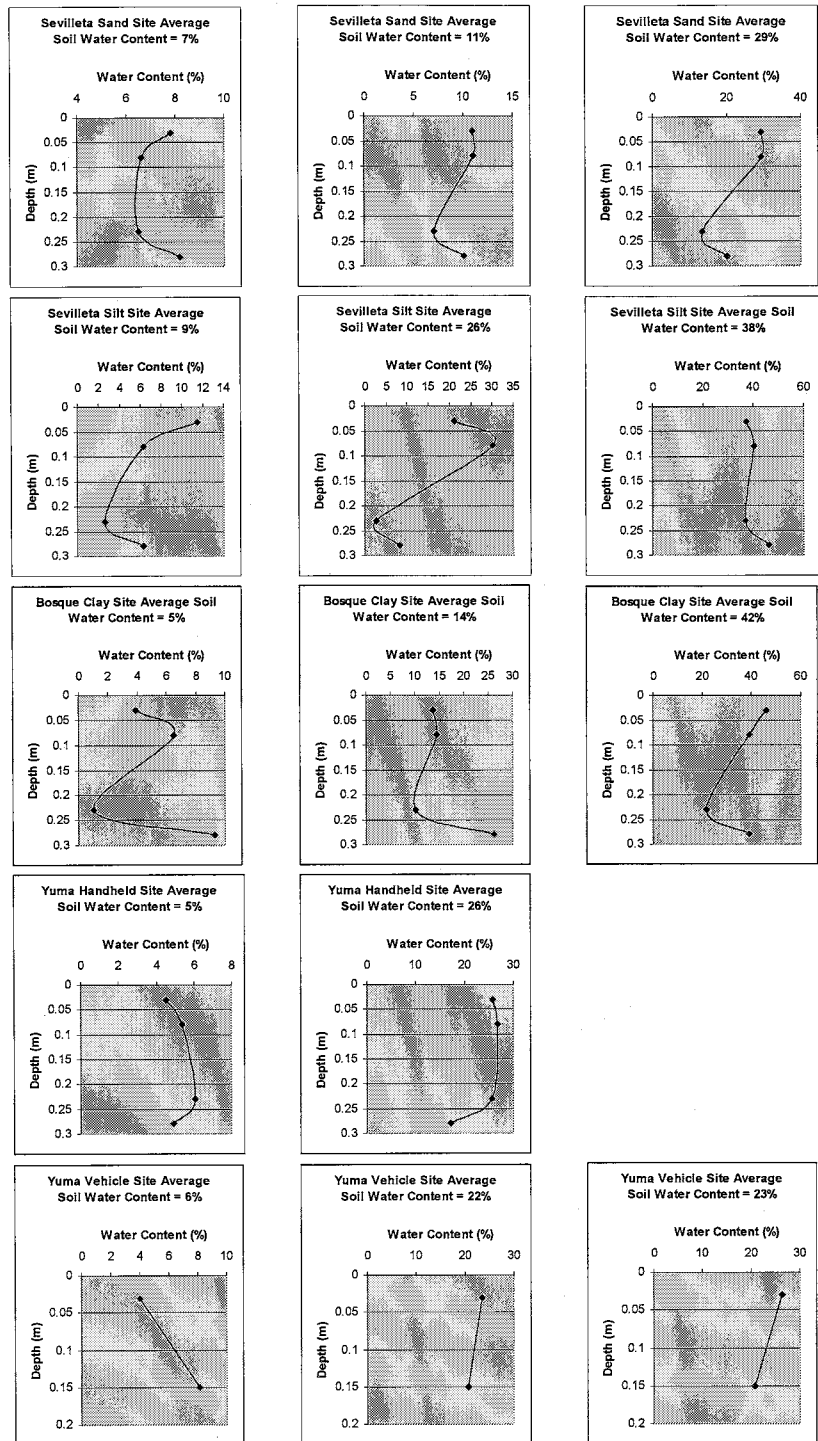 Sevilleta Sand Site Average
Soil Water Content = 7%
Water Content (%)
4 6 8 10
0
0.05
0.1
0.15
0.2
0.25
0.3
Depth (m)
Sevilleta Sand Site Average
Soil Water Content = 11%
Water Content (%)
0 5 10 15
0
0.05
0.1
0.15
0.2
0.25
0.3
Depth (m)
Sevilleta Sand Site Average
Soil Water Content = 29%
Water Content (%)
0 20 40
0
0.05
0.1
0.15
0.2
0.25
0.3
Depth (m)
Sevilleta Silt Site Average
Soil Water Content = 9%
Water Content (%)
0 2 4 6 8 10 12 14
0
0.05
0.1
0.15
0.2
0.25
0.3
Depth (m)
Sevilleta Silt Site Average
Soil Water Content = 26%
Water Content (%)
0 5 10 15 20 25 30 35
0
0.05
0.1
0.15
0.2
0.25
0.3
Depth (m)
Sevilleta Silt Site Average Soil
Water Content = 38%
Water Content (%)
0 20 40 60
0
0.05
0.1
0.15
0.2
0.25
0.3
Depth (m)
Bosque Clay Site Average Soil
Water Content = 5%
Water Content (%)
0 2 4 6 8 10
0
0.05
0.1
0.15
0.2
0.25
0.3
Depth (m)
Bosque Clay Site Average Soil
Water Content = 14%
Water Content (%)
0 5 10 15 20 25 30
0
0.05
0.1
0.15
0.2
0.25
0.3
Depth (m)
Bosque Clay Site Average Soil
Water Content = 42%
Water Content (%)
0 20 40 60
0
0.05
0.1
0.15
0.2
0.25
0.3
Depth (m)
Yuma Handheld Site Average
Soil Water Content = 5%
Water Content (%)
0 2 4 6 8
0
0.05
0.1
0.15
0.2
0.25
0.3
Depth (m)
Yuma Handheld Site Average
Soil Water Content = 26%
Water Content (%)
0 10 20 30
0
0.05
0.1
0.15
0.2
0.25
0.3
Depth (m)
Yuma Vehicle Site Average
Soil Water Content = 6%
Water Content (%)
0 2 4 6 8 10
0
0.05
0.1
0.15
0.2
Depth (m)
Yuma Vehicle Site Average
Soil Water Content = 22%
Water Content (%)
0 10 20 30
0
0.05
0.1
0.15
0.2
Depth (m)
Yuma Vehicle Site Average
Soil Water Content = 23%
Water Content (%)
0 10 20 30
0
0.05
0.1
0.15
0.2
Depth (m)